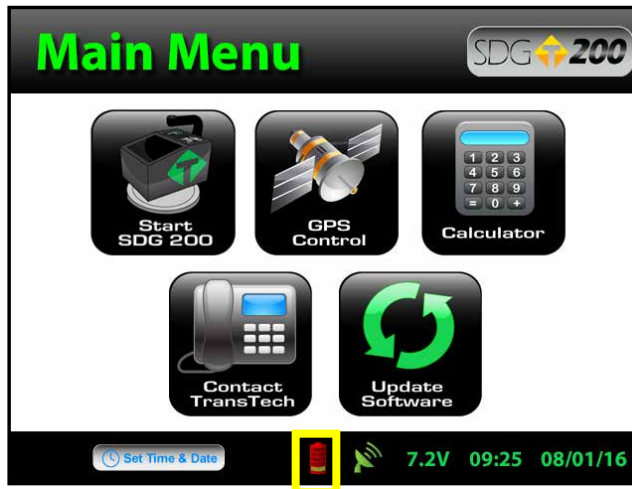 Main Menu
SDG T 200
Start
SDG 200
GPS
Control
Calculator
1 2 3
4 5 6
7 8 9
= 0 +
Contact
TransTech
Update
Software
Set Time & Date
7.2V 09:25 08/01/16